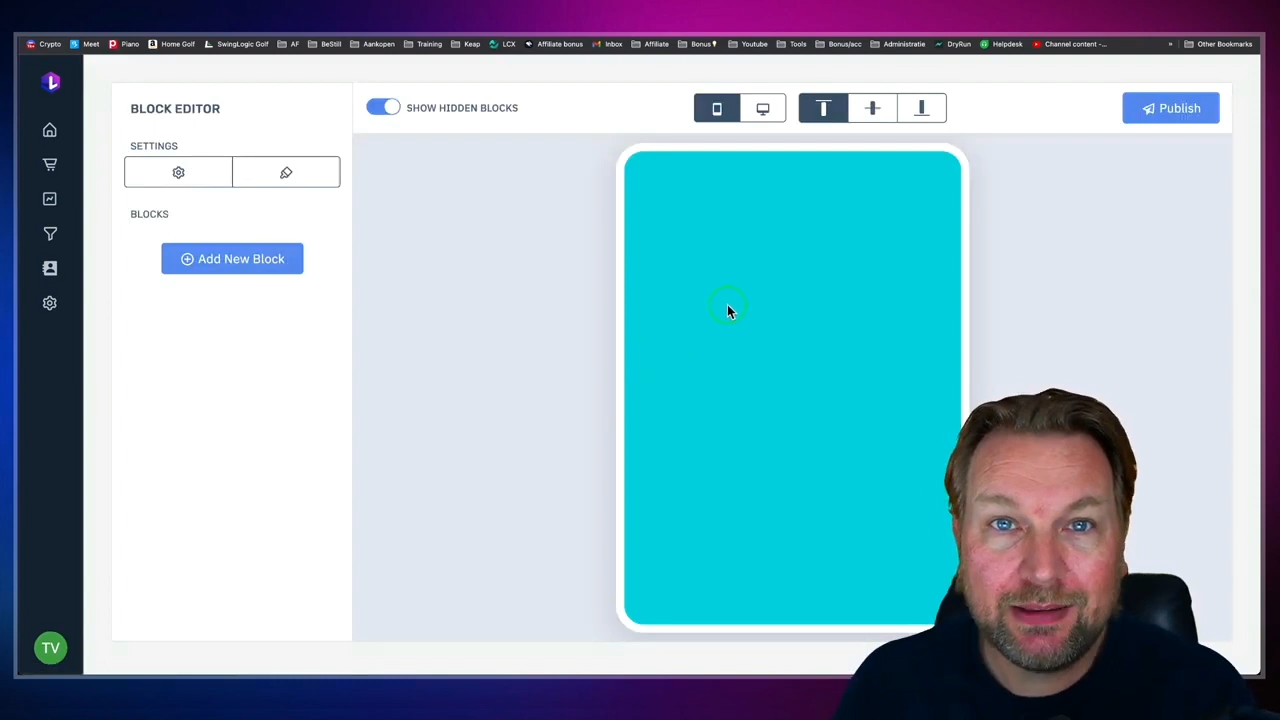 Crypto Meet Piano Home Golf SwingLogic Golf AF BeStill Aankopen Training Keap LCX Affiliate bonus Inbox Affiliate Bonus Youtube Tools Bonus/acc Administratie DryRun Helpdesk Channel content -... » Other Bookmarks
BLOCK EDITOR
SHOW HIDDEN BLOCKS
Publish
SETTINGS
BLOCKS
Add New Block
TV